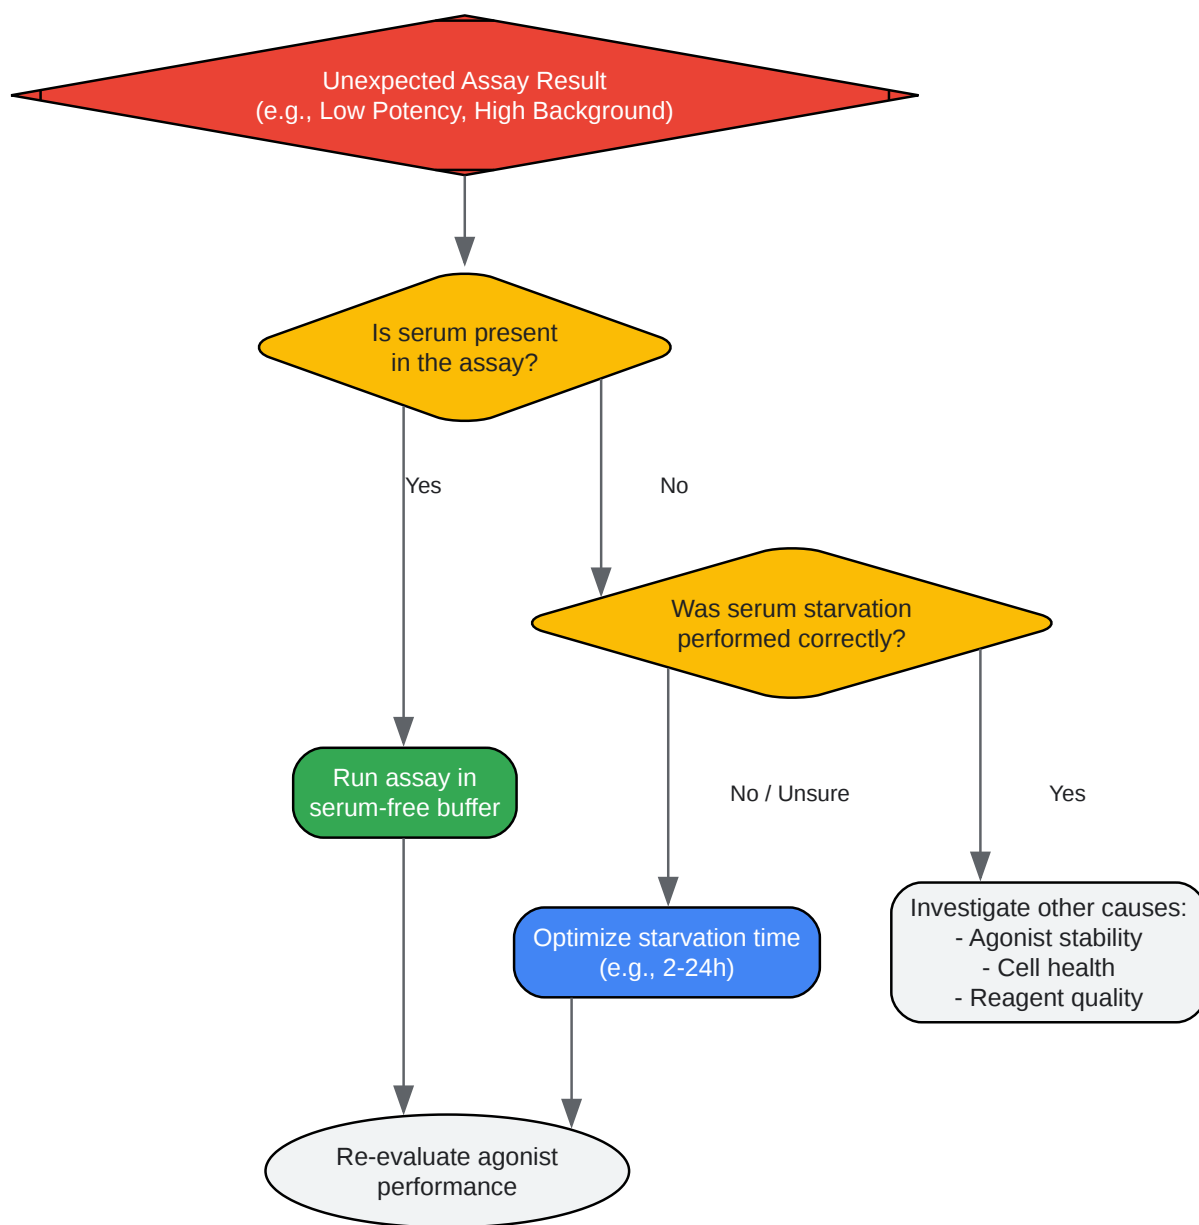 Unexpected Assay Result
(e.g., Low Potency, High Background)
Is serum present
in the assay?
Yes
No
Was serum starvation
performed correctly?
Run assay in
serum-free buffer
No / Unsure
Yes
Optimize starvation time
(e.g., 2-24h)
Investigate other causes:
- Agonist stability
- Cell health
- Reagent quality
Re-evaluate agonist
performance